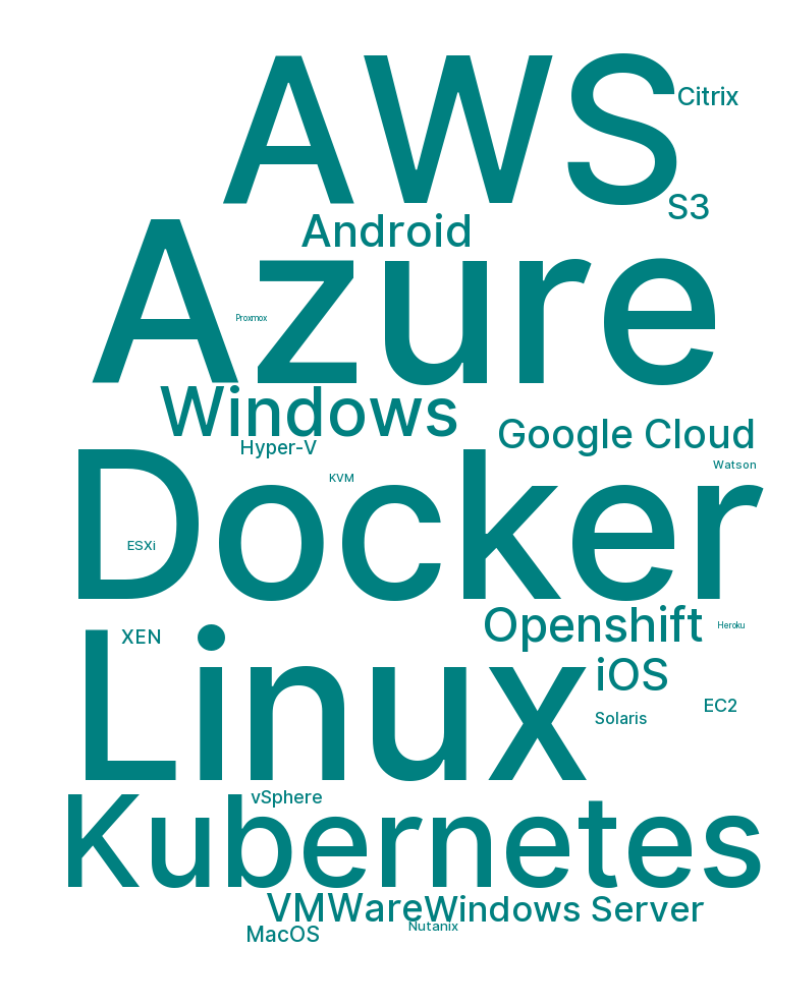 AWS
Citrix
S3
Android
Azure
Proxmox
Windows
Google Cloud
Hyper-V
Watson
KVM
Docker
ESXi
Openshift
Heroku
XEN
iOS
Linux
EC2
Solaris
vSphere
Kubernetes
VMWare
Windows Server
Nutanix
MacOS